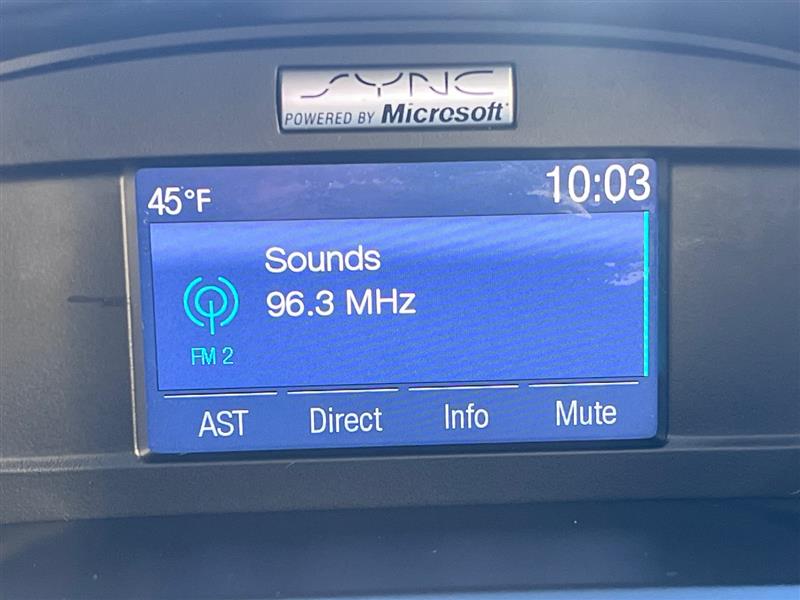 SYNC
POWERED BY Microsoft
45°F 10:03
Sounds
96.3 MHz
FM 2
AST Direct Info Mute